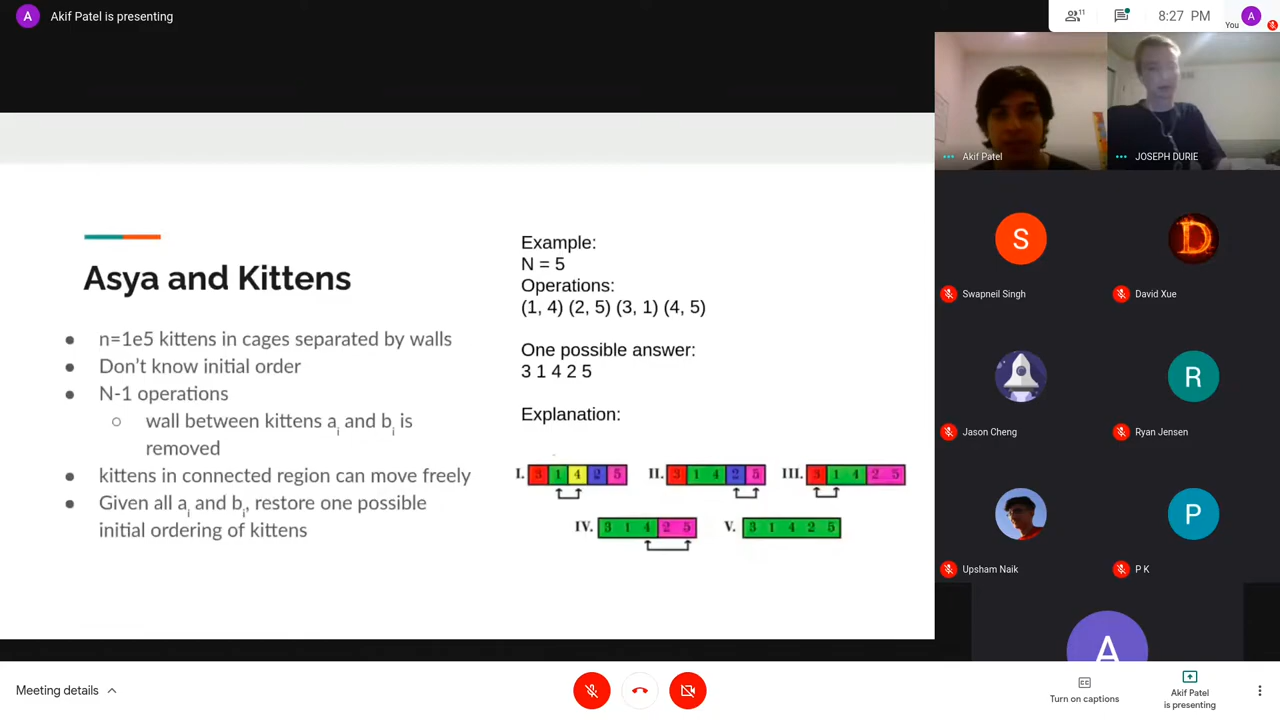 A Akif Patel is presenting
11
8:27 PM
You
A
Akif Patel
JOSEPH DURIE
S
Swapneil Singh
D
David Xue
Jason Cheng
R
Ryan Jensen
Upsham Naik
P
P K
A
Asya and Kittens
● n=1e5 kittens in cages separated by walls
● Don't know initial order
● N-1 operations
○ wall between kittens ai and bi is
removed
● kittens in connected region can move freely
● Given all ai and bi, restore one possible
initial ordering of kittens
Example:
N = 5
Operations:
(1, 4) (2, 5) (3, 1) (4, 5)
One possible answer:
3 1 4 2 5
Explanation:
I. 3 1 4 2 5 II. 3 1 4 2 5 III. 3 1 4 2 5
IV. 3 1 4 2 5 V. 3 1 4 2 5
Meeting details
CC
Turn on captions
Akif Patel
is presenting